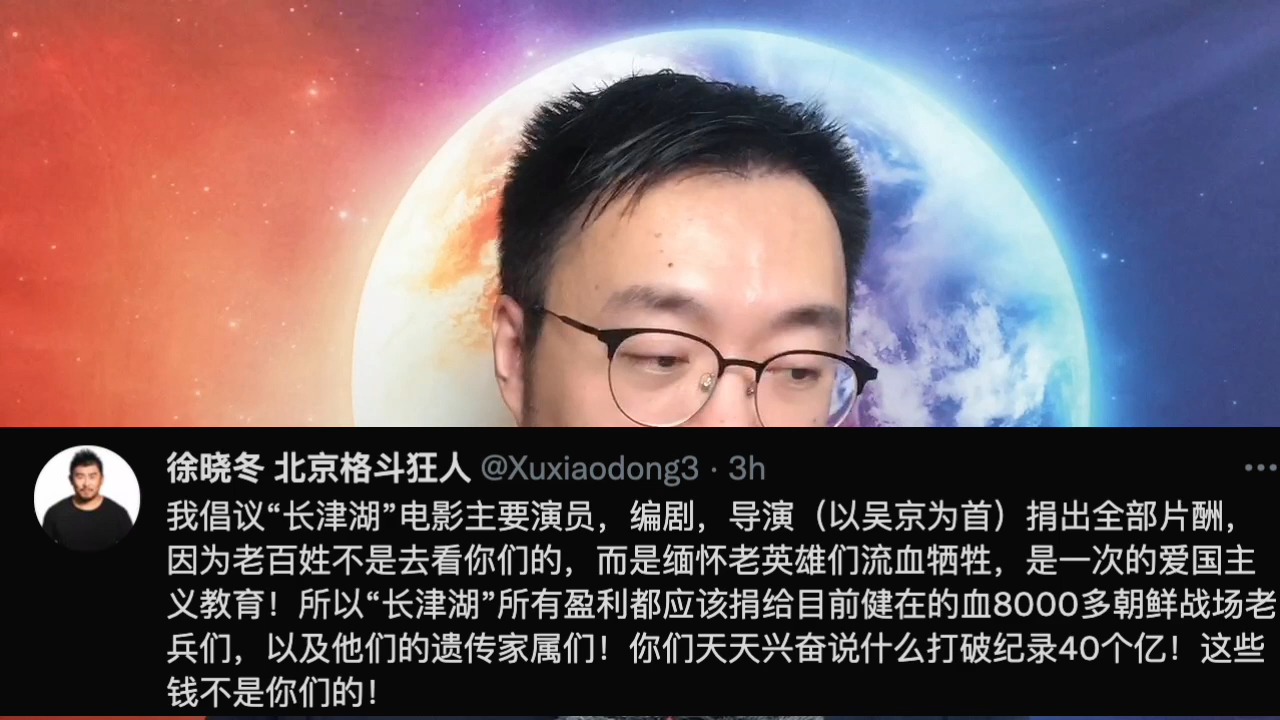 徐晓冬 北京格斗狂人 @Xuxiaodong3 · 3h
我倡议“长津湖”电影主要演员，编剧，导演（以吴京为首）捐出全部片酬，
因为老百姓不是去看你们的，而是缅怀老英雄们流血牺牲，是一次的爱国主
义教育！所以“长津湖”所有盈利都应该捐给目前健在的血8000多朝鲜战场老
兵们，以及他们的遗传家属们！你们天天兴奋说什么打破纪录40个亿！这些
钱不是你们的！